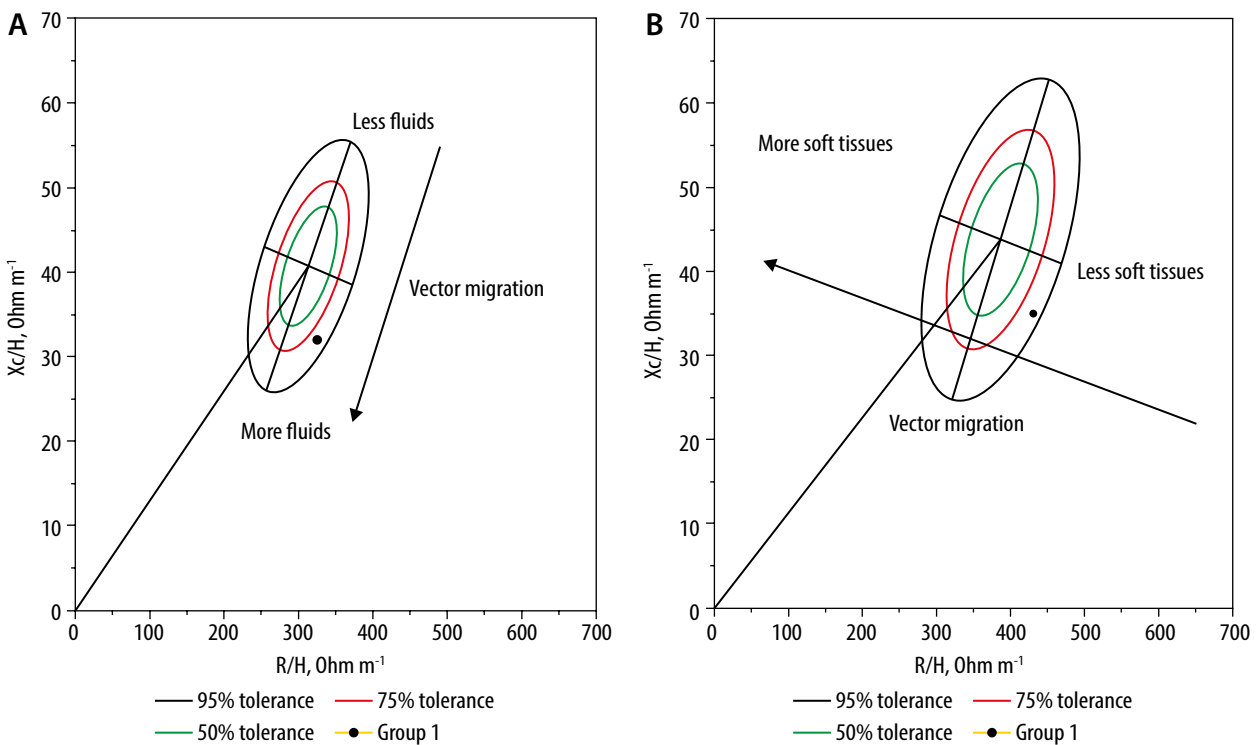 A
70
60
50
40
30
20
10
0
Xc/H, Ohm m⁻¹
Less fluids
Vector migration
More fluids
0 100 200 300 400 500 600 700
R/H, Ohm m⁻¹
95% tolerance 75% tolerance
50% tolerance Group 1
B
70
60
50
40
30
20
10
0
Xc/H, Ohm m⁻¹
More soft tissues
Less soft tissues
Vector migration
0 100 200 300 400 500 600 700
R/H, Ohm m⁻¹
95% tolerance 75% tolerance
50% tolerance Group 1